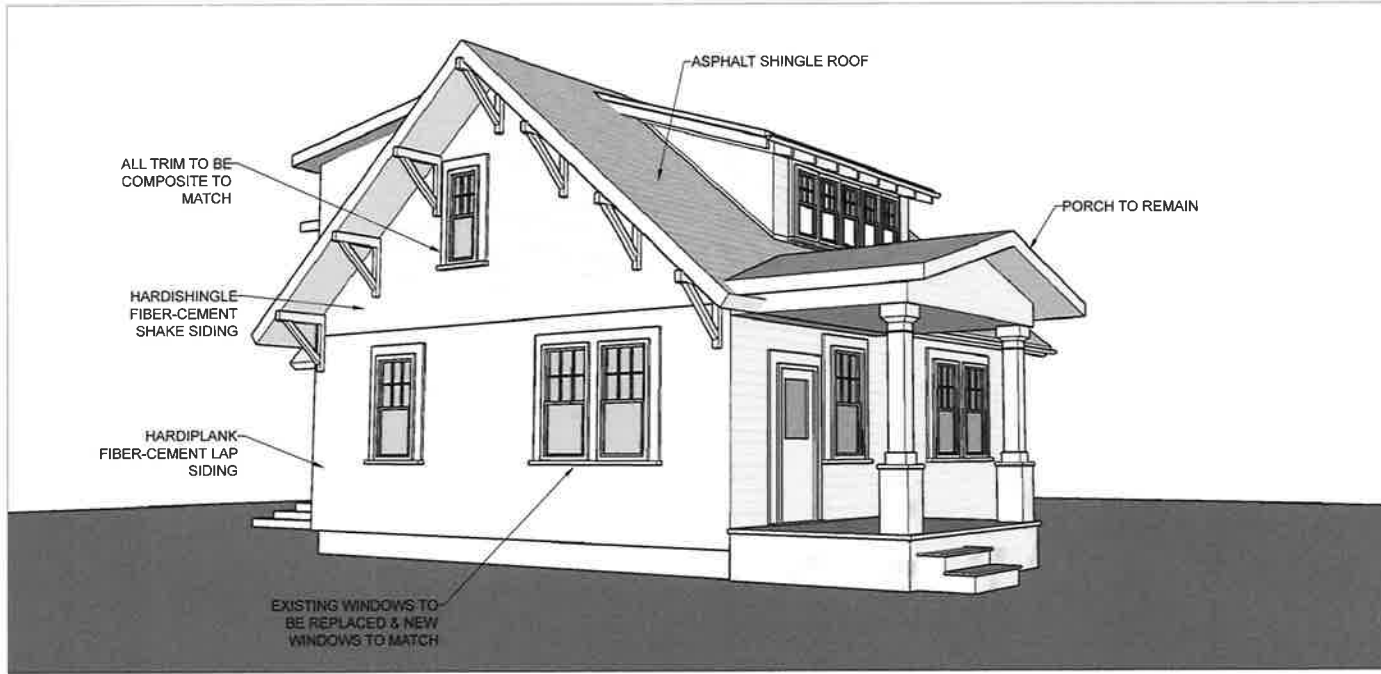 ASPHALT SHINGLE ROOF
ALL TRIM TO BE
COMPOSITE TO
MATCH
PORCH TO REMAIN
HARDISHINGLE
FIBER-CEMENT
SHAKE SIDING
HARDIPLANK
FIBER-CEMENT LAP
SIDING
EXISTING WINDOWS TO
BE REPLACED & NEW
WINDOWS TO MATCH